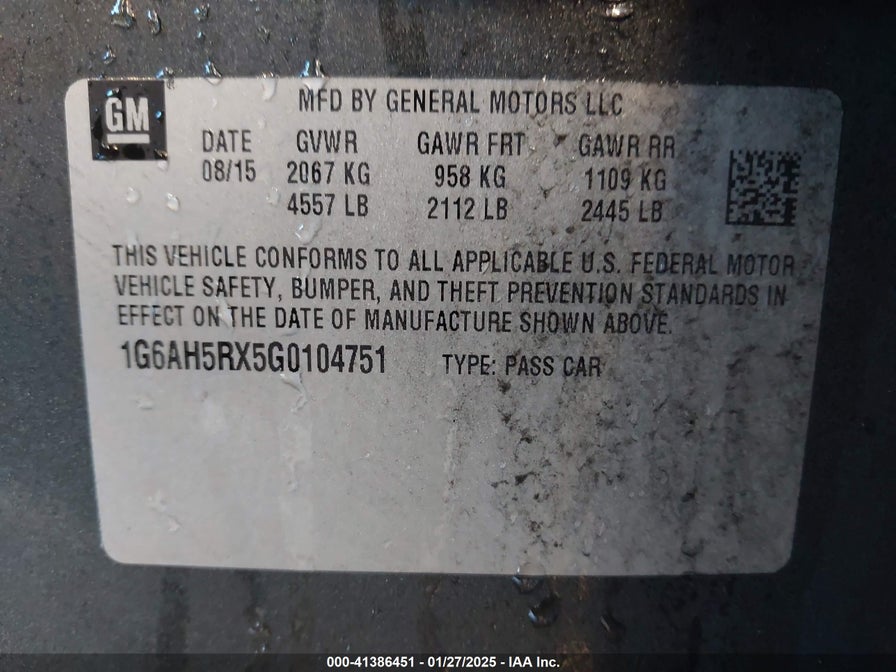 GM
MFD BY GENERAL MOTORS LLC
DATE GVWR GAWR FRT GAWR RR
08/15 2067 KG 958 KG 1109 KG
4557 LB 2112 LB 2445 LB
THIS VEHICLE CONFORMS TO ALL APPLICABLE U.S. FEDERAL MOTOR
VEHICLE SAFETY, BUMPER, AND THEFT PREVENTION STANDARDS IN
EFFECT ON THE DATE OF MANUFACTURE SHOWN ABOVE.
1G6AH5RX5G0104751 TYPE: PASS CAR
000-41386451 - 01/27/2025 - IAA Inc.